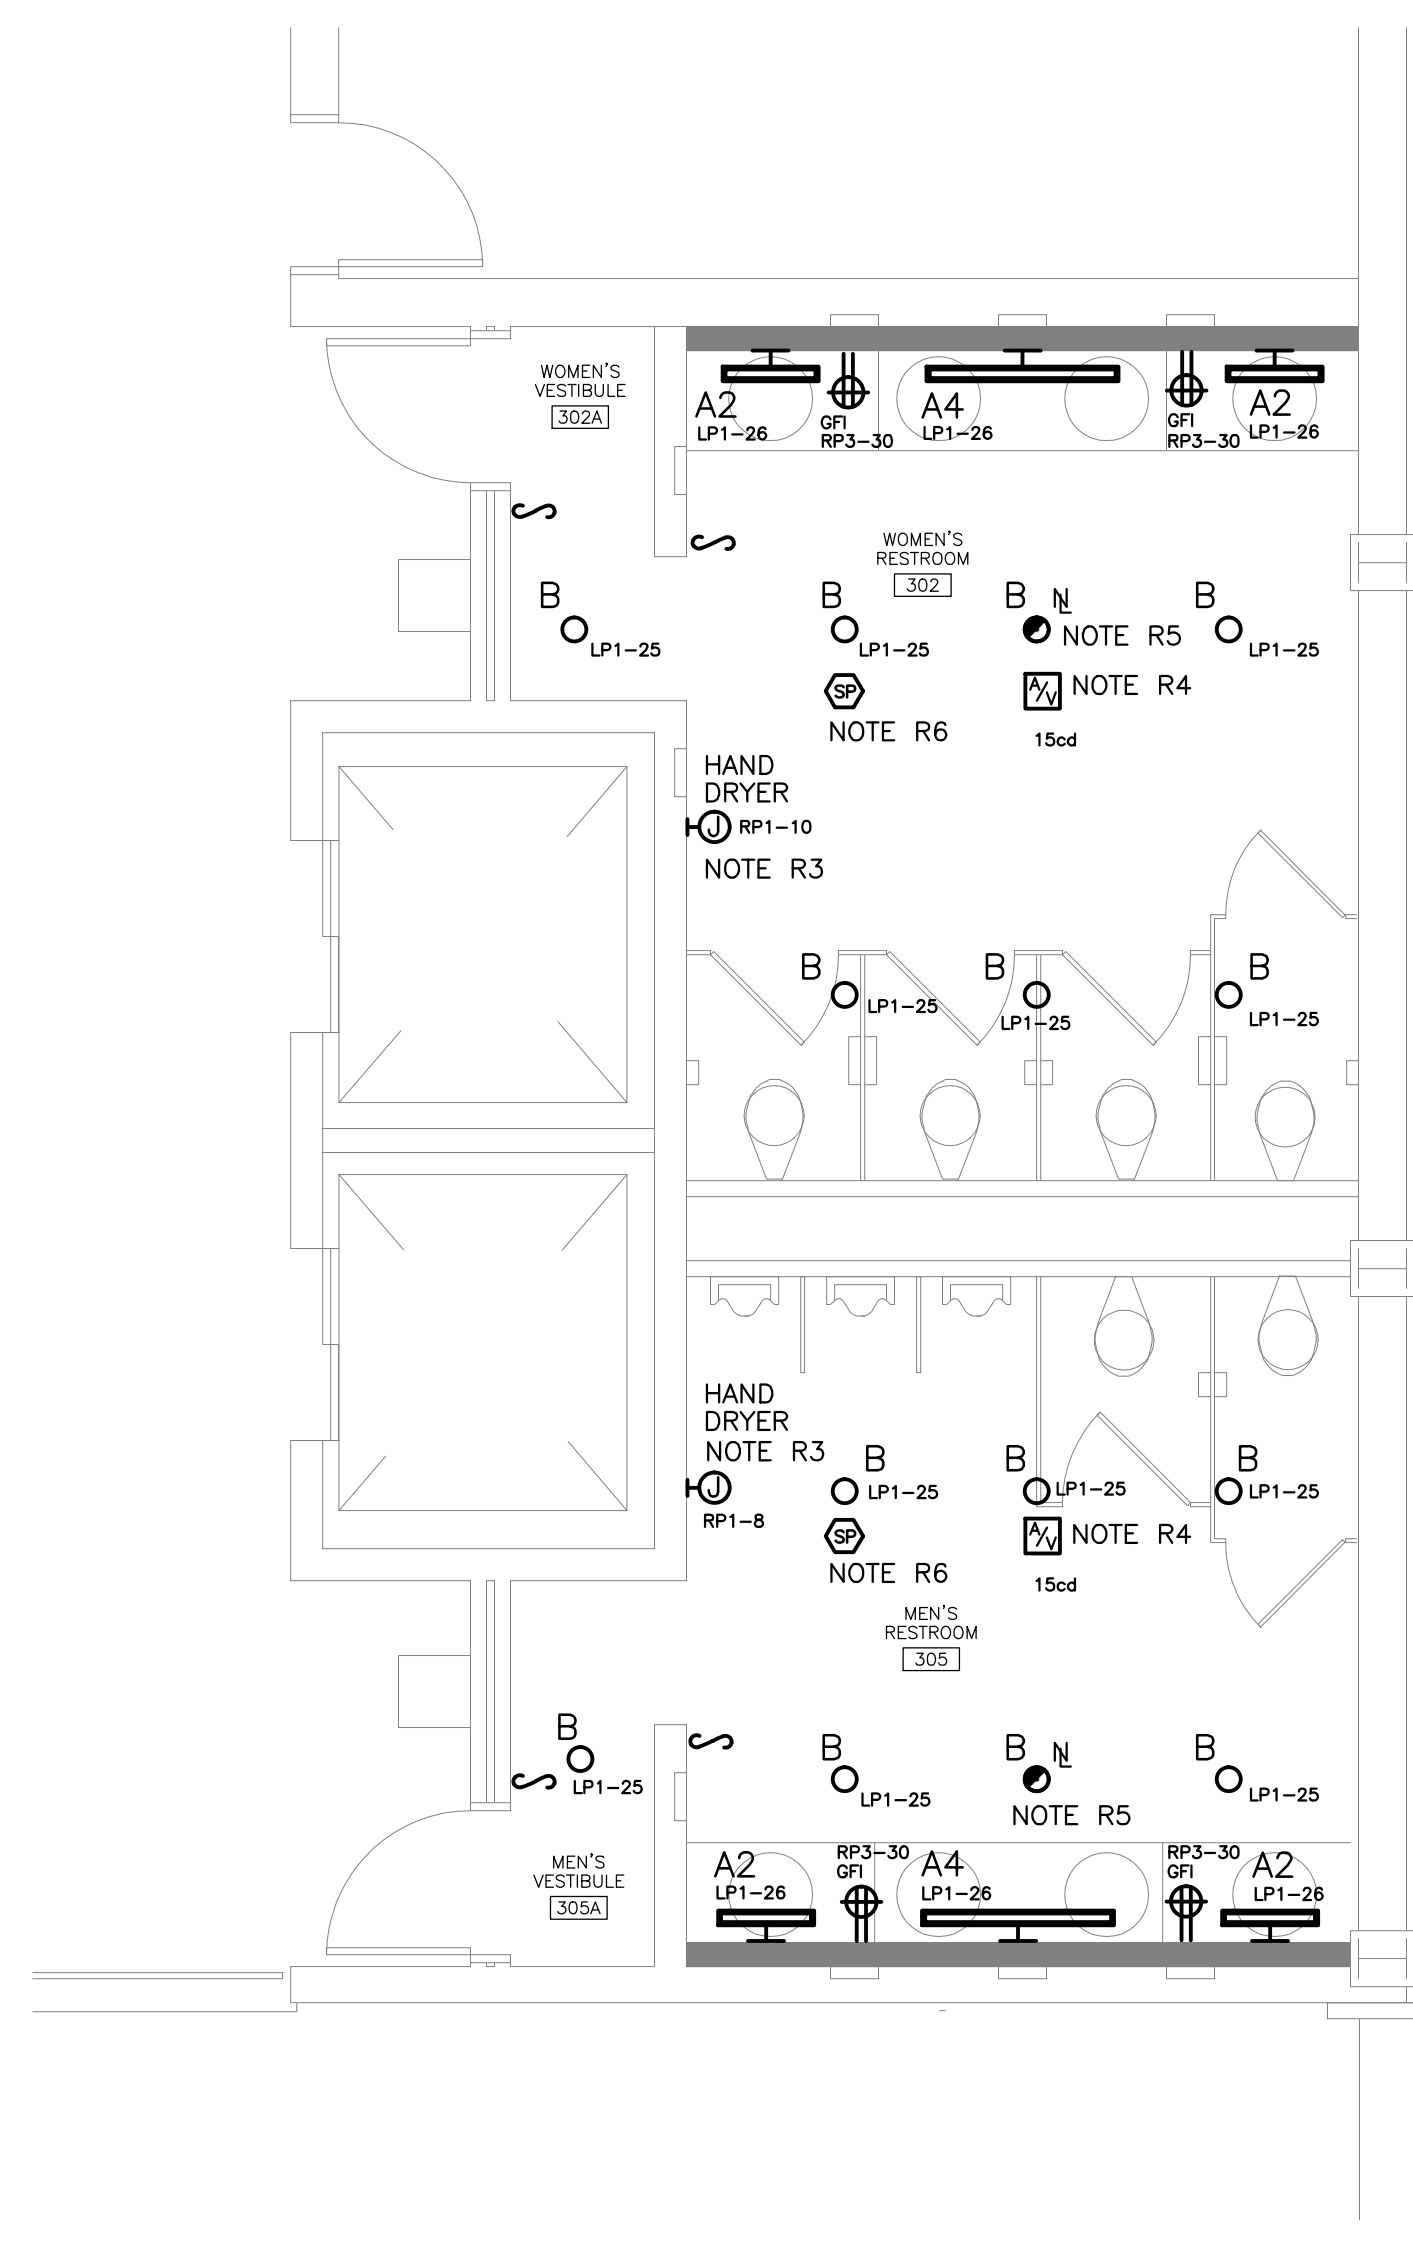 WOMEN'S
VESTIBULE
302A
A2
LP1-26
GFI
RP3-30
A4
LP1-26
GFI
RP3-30
A2
LP1-26
S
S
WOMEN'S
RESTROOM
302
B
LP1-25
B
LP1-25
B
NL
NOTE R5
B
LP1-25
SP
NOTE R6
A/V
NOTE R4
15cd
HAND
DRYER
J
RP1-10
NOTE R3
B
LP1-25
B
LP1-25
B
LP1-25
HAND
DRYER
NOTE R3
J
RP1-8
B
LP1-25
B
LP1-25
B
LP1-25
SP
NOTE R6
A/V
NOTE R4
15cd
MEN'S
RESTROOM
305
B
LP1-25
S
S
B
LP1-25
B
NL
NOTE R5
B
LP1-25
MEN'S
VESTIBULE
305A
A2
LP1-26
RP3-30
GFI
A4
LP1-26
RP3-30
GFI
A2
LP1-26